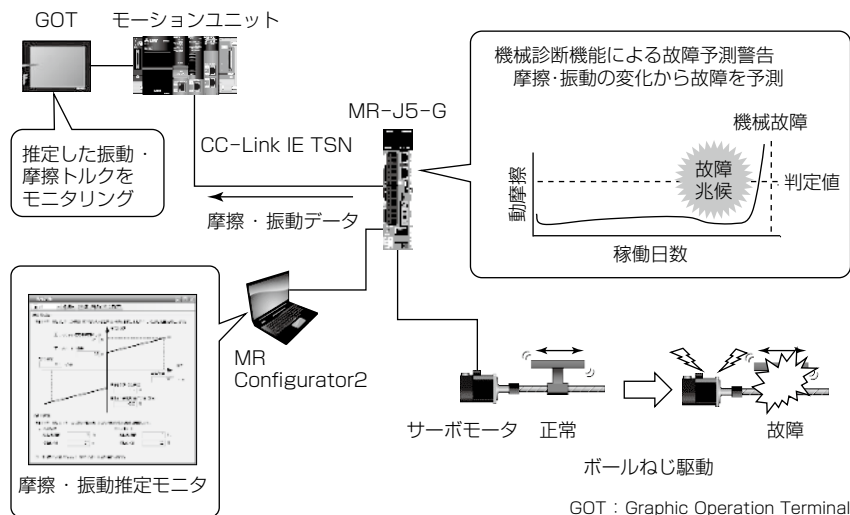 GOT
モーションユニット
推定した振動・
摩擦トルクを
モニタリング
CC-Link IE TSN
摩擦・振動データ
MR-J5-G
機械診断機能による故障予測警告
摩擦・振動の変化から故障を予測
機械故障
故障
兆候
判定値
動摩擦
稼働日数
MR
Configurator2
摩擦・振動推定モニタ
サーボモータ
正常
故障
ボールねじ駆動
GOT：Graphic Operation Terminal